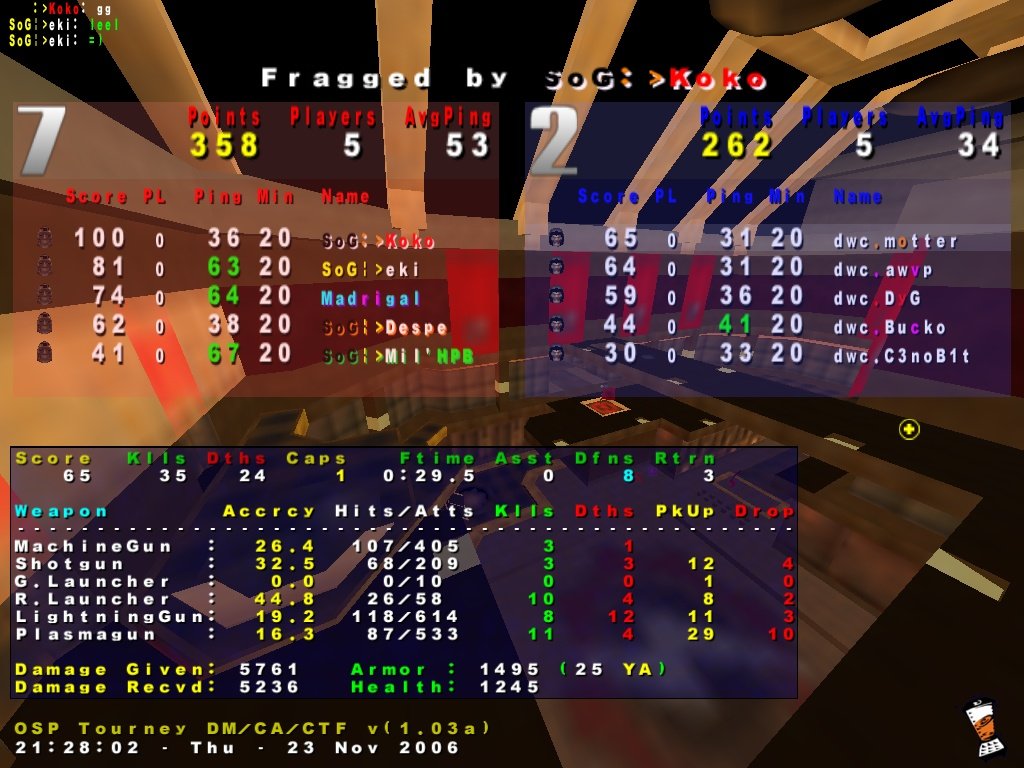 :>Koko: gg
SoG:>eki: leel
SoG:>eki: =)
Fragged by SoG:>Koko
7 Points Players AvgPing
358 5 53
Score PL Ping Min Name
100 0 36 20 SoG:>Koko
81 0 63 20 SoG:>eki
74 0 64 20 Madrigal
62 0 38 20 SoG:>Despe
41 0 67 20 SoG:>Mil'HPB
2 Points Players AvgPing
262 5 34
Score PL Ping Min Name
65 0 31 20 dwc.motter
64 0 31 20 dwc.awvp
59 0 36 20 dwc.DyG
44 0 41 20 dwc.Bucko
30 0 33 20 dwc.C3noB1t
Score Klls Dths Caps Ftime Asst Dfns Rtrn
65 35 24 1 0:29.5 0 8 3
Weapon Accrcy Hits/Atts Klls Dths PkUp Drop
MachineGun : 26.4 107/405 3 1
Shotgun : 32.5 68/209 3 3 12 4
G.Launcher : 0.0 0/10 0 0 1 0
R.Launcher : 44.8 26/58 10 4 8 2
LightningGun: 19.2 118/614 8 12 11 3
Plasmagun : 16.3 87/533 11 4 29 10
Damage Given: 5761 Armor : 1495 (25 YA)
Damage Recvd: 5236 Health: 1245
OSP Tourney DM/CA/CTF v(1.03a)
21:28:02 - Thu - 23 Nov 2006